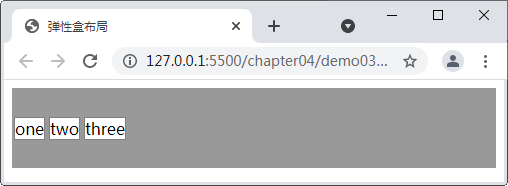 弹性盒布局
127.0.0.1:5500/chapter04/demo03...
one two three